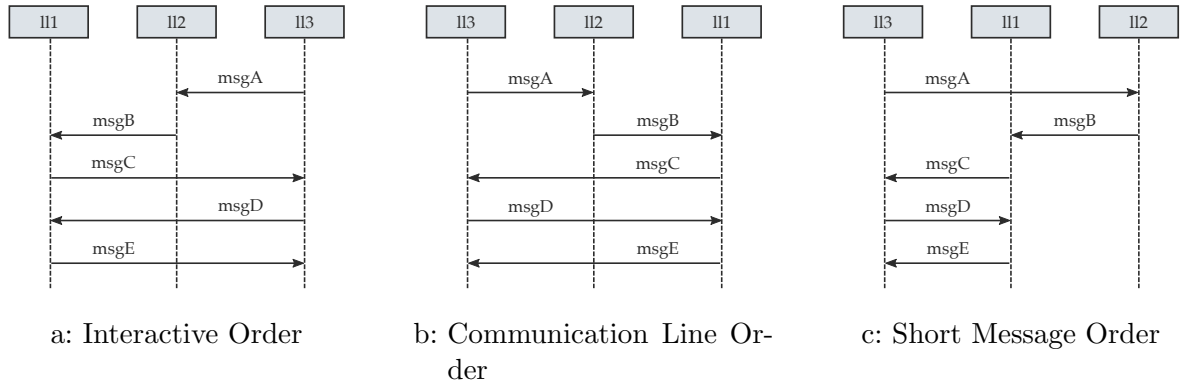 ll1 ll2 ll3
msgA
msgB
msgC
msgD
msgE
a: Interactive Order
ll3 ll2 ll1
msgA
msgB
msgC
msgD
msgE
b: Communication Line Or-
der
ll3 ll1 ll2
msgA
msgB
msgC
msgD
msgE
c: Short Message Order